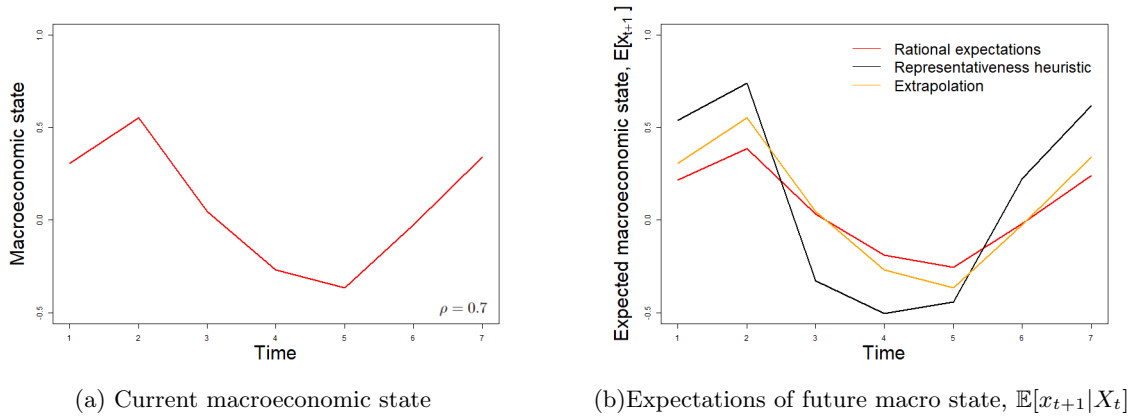 Macroeconomic state
1.0
0.5
0.0
-0.5
ρ = 0.7
1 2 3 4 5 6 7
Time
(a) Current macroeconomic state
Expected macroeconomic state, E[x_{t+1}]
1.0
0.5
0.0
-0.5
Rational expectations
Representativeness heuristic
Extrapolation
1 2 3 4 5 6 7
Time
(b)Expectations of future macro state, 𝔼[x_{t+1}|X_t]